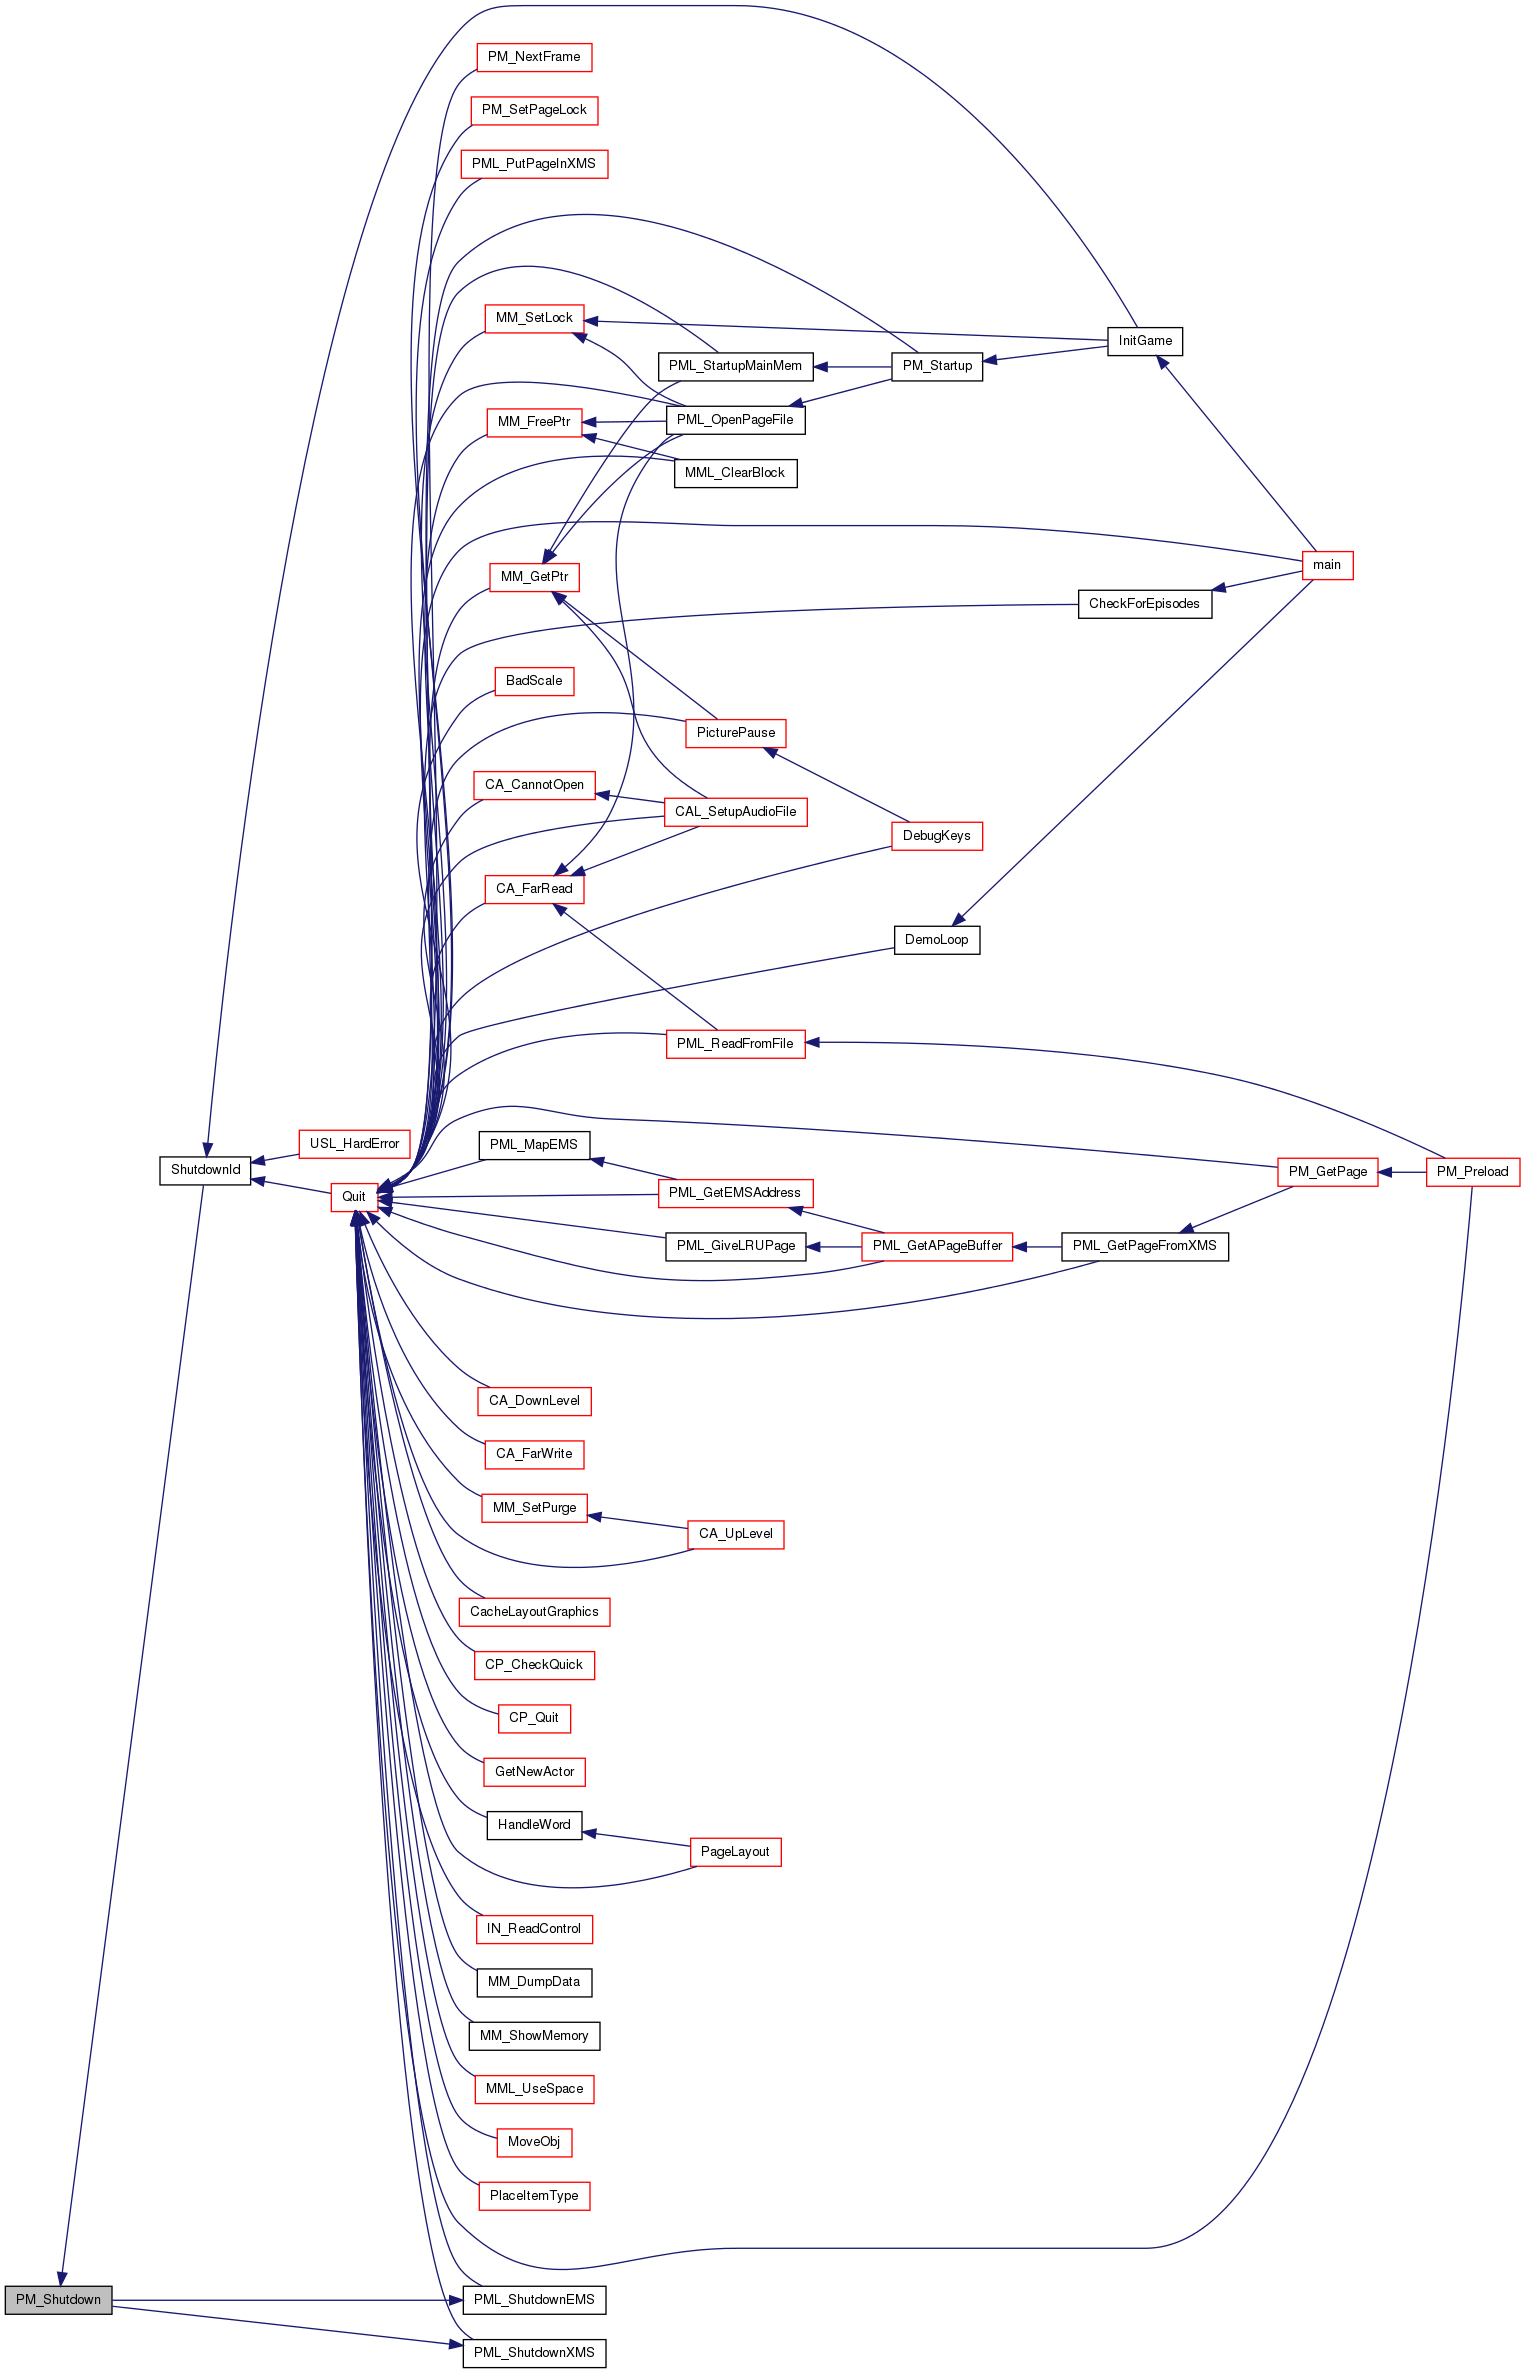 PM_NextFrame
PM_SetPageLock
PML_PutPageInXMS
MM_SetLock
InitGame
PML_StartupMainMem
PM_Startup
MM_FreePtr
PML_OpenPageFile
MML_ClearBlock
main
MM_GetPtr
CheckForEpisodes
BadScale
PicturePause
CA_CannotOpen
CAL_SetupAudioFile
DebugKeys
CA_FarRead
DemoLoop
PML_ReadFromFile
USL_HardError
PML_MapEMS
ShutdownId
PM_GetPage
PM_Preload
Quit
PML_GetEMSAddress
PML_GiveLRUPage
PML_GetAPageBuffer
PML_GetPageFromXMS
CA_DownLevel
CA_FarWrite
MM_SetPurge
CA_UpLevel
CacheLayoutGraphics
CP_CheckQuick
CP_Quit
GetNewActor
HandleWord
PageLayout
IN_ReadControl
MM_DumpData
MM_ShowMemory
MML_UseSpace
MoveObj
PlaceItemType
PM_Shutdown
PML_ShutdownEMS
PML_ShutdownXMS